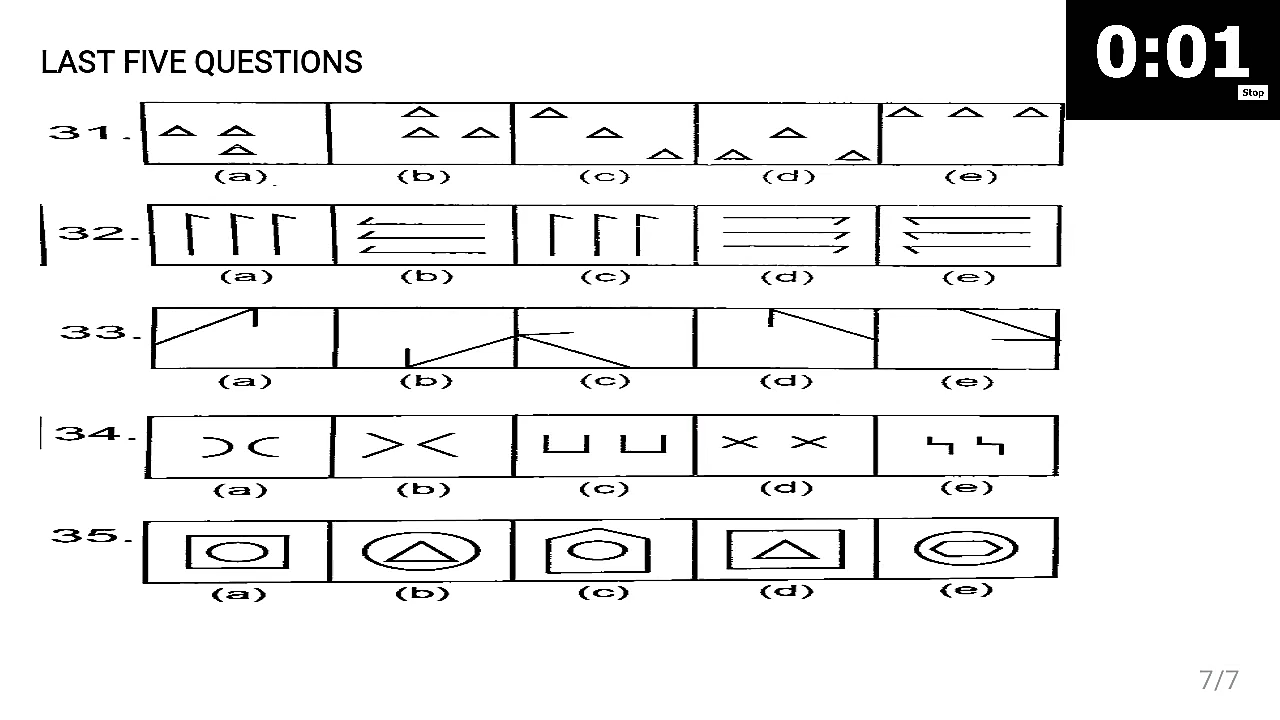 LAST FIVE QUESTIONS
0:01
Stop
31.
(a) (b) (c) (d) (e)
32.
(a) (b) (c) (d) (e)
33.
(a) (b) (c) (d) (e)
34.
(a) (b) (c) (d) (e)
35.
(a) (b) (c) (d) (e)
7/7